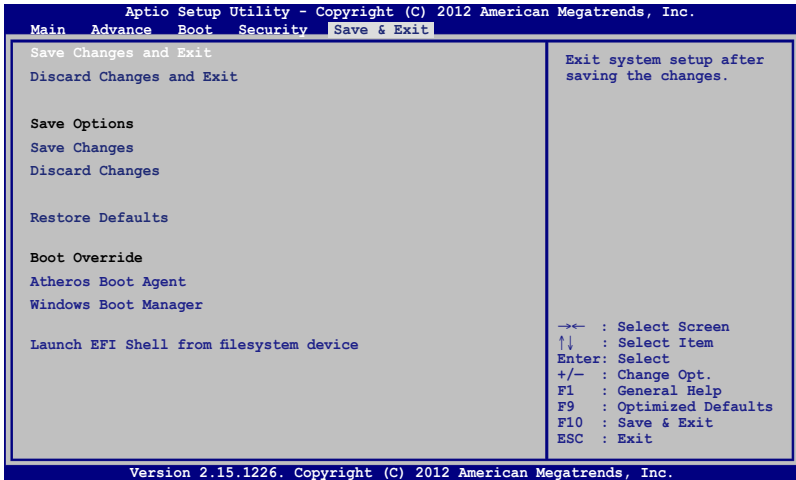 Aptio Setup Utility - Copyright (C) 2012 American Megatrends, Inc.
Main Advance Boot Security Save & Exit
Save Changes and Exit
Discard Changes and Exit
Save Options
Save Changes
Discard Changes
Restore Defaults
Boot Override
Atheros Boot Agent
Windows Boot Manager
Launch EFI Shell from filesystem device
Exit system setup after
saving the changes.
→← : Select Screen
↑↓ : Select Item
Enter: Select
+/— : Change Opt.
F1 : General Help
F9 : Optimized Defaults
F10 : Save & Exit
ESC : Exit
Version 2.15.1226. Copyright (C) 2012 American Megatrends, Inc.